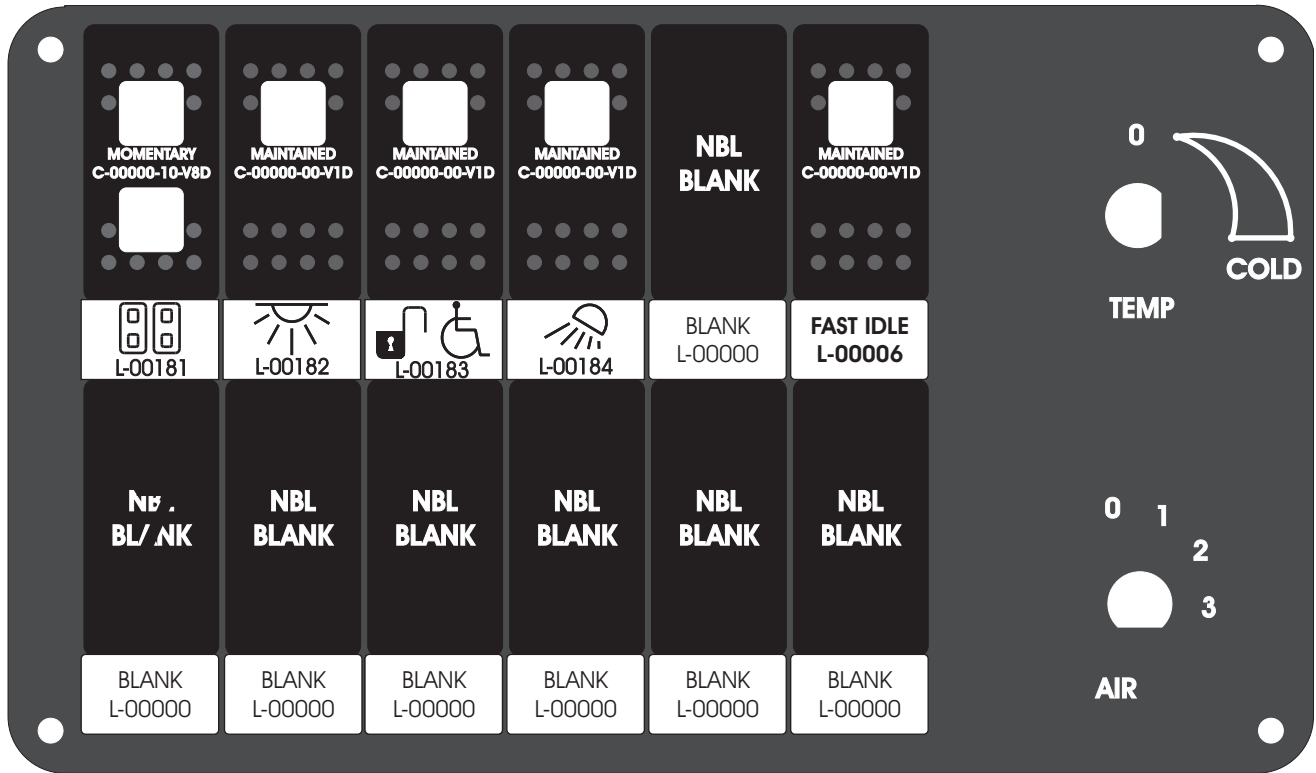 MOMENTARY
C-00000-10-V8D
MAINTAINED
C-00000-00-V1D
MAINTAINED
C-00000-00-V1D
MAINTAINED
C-00000-00-V1D
NBL
BLANK
MAINTAINED
C-00000-00-V1D
0
COLD
TEMP
L-00181
L-00182
L-00183
L-00184
BLANK
L-00000
FAST IDLE
L-00006
NBL
BLANK
NBL
BLANK
NBL
BLANK
NBL
BLANK
NBL
BLANK
NBL
BLANK
0
1
2
3
AIR
BLANK
L-00000
BLANK
L-00000
BLANK
L-00000
BLANK
L-00000
BLANK
L-00000
BLANK
L-00000